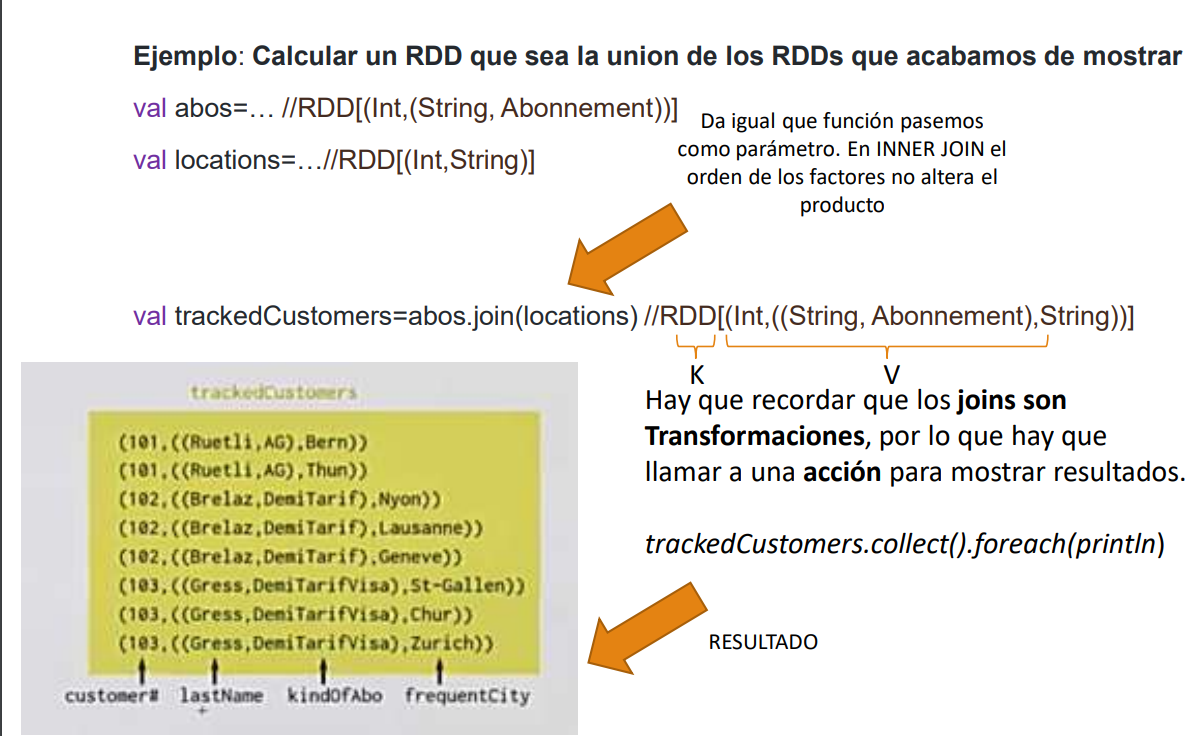 Ejemplo: Calcular un RDD que sea la union de los RDDs que acabamos de mostrar
val abos=… //RDD[(Int,(String, Abonnement))]
Da igual que función pasemos
como parámetro. En INNER JOIN el
orden de los factores no altera el
producto
val locations=…//RDD[(Int,String)]
val trackedCustomers=abos.join(locations) //RDD[(Int,((String, Abonnement),String))]
K
V
Hay que recordar que los joins son
Transformaciones, por lo que hay que
llamar a una acción para mostrar resultados.
trackedCustomers.collect().foreach(println)
RESULTADO
trackedCustomers
(101,((Ruetli,AG),Bern))
(101,((Ruetli,AG),Thun))
(102,((Brelaz,DemiTarif),Nyon))
(102,((Brelaz,DemiTarif),Lausanne))
(102,((Brelaz,DemiTarif),Geneve))
(103,((Gress,DemiTarifVisa),St-Gallen))
(103,((Gress,DemiTarifVisa),Chur))
(103,((Gress,DemiTarifVisa),Zurich))
customer# lastName kindOfAbo frequentCity